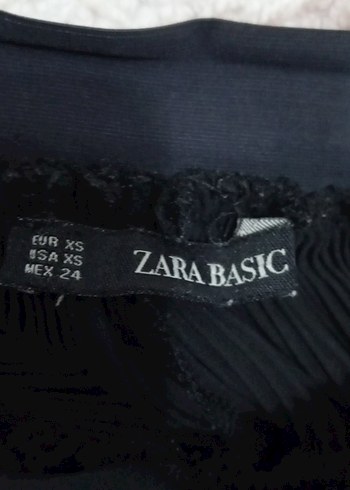 EUR XS
USA XS
MEX 24
ZARA BASIC